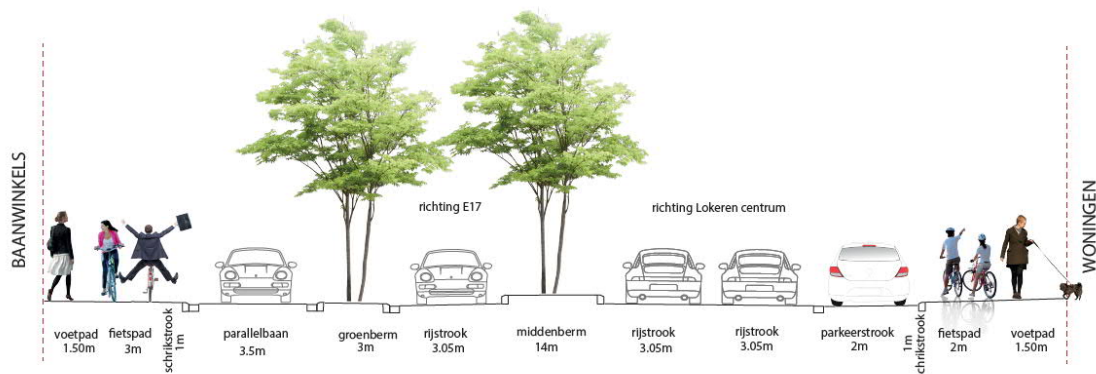 BAANWINKELS
richting E17
richting Lokeren centrum
WONINGEN
voetpad
1.50m
fietspad
3m
schrikstrook
1m
parallelbaan
3.5m
groenberm
3m
rijstrook
3.05m
middenberm
14m
rijstrook
3.05m
rijstrook
3.05m
parkeerstrook
2m
chrikstrook
1m
fietspad
2m
voetpad
1.50m